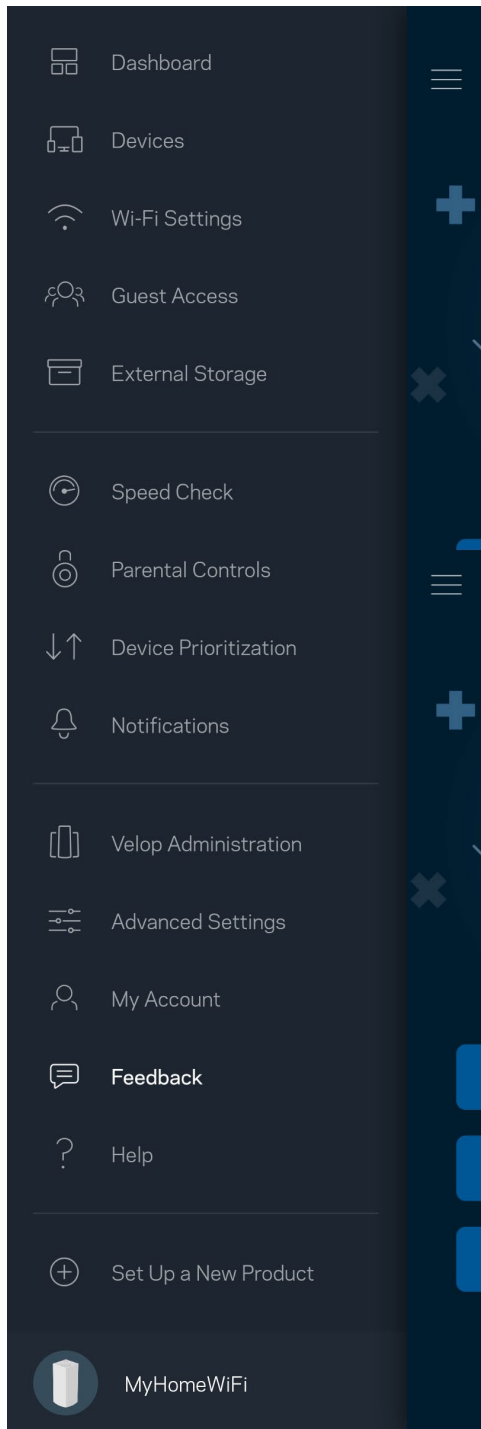 Dashboard
Devices
Wi-Fi Settings
Guest Access
External Storage
Speed Check
Parental Controls
Device Prioritization
Notifications
Velop Administration
Advanced Settings
My Account
Feedback
Help
Set Up a New Product
MyHomeWiFi